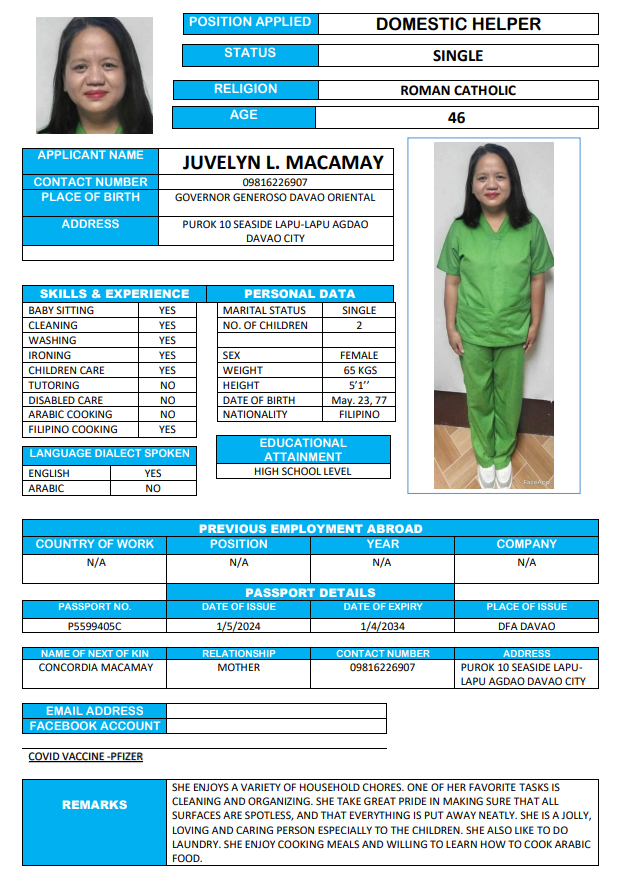 POSITION APPLIED DOMESTIC HELPER
STATUS SINGLE
RELIGION ROMAN CATHOLIC
AGE 46
APPLICANT NAME JUVELYN L. MACAMAY
CONTACT NUMBER 09816226907
PLACE OF BIRTH GOVERNOR GENEROSO DAVAO ORIENTAL
ADDRESS PUROK 10 SEASIDE LAPU-LAPU AGDAO
DAVAO CITY
SKILLS & EXPERIENCE PERSONAL DATA
BABY SITTING YES MARITAL STATUS SINGLE
CLEANING YES NO. OF CHILDREN 2
WASHING YES
IRONING YES SEX FEMALE
CHILDREN CARE YES WEIGHT 65 KGS
TUTORING NO HEIGHT 5’1’’
DISABLED CARE NO DATE OF BIRTH May. 23, 77
ARABIC COOKING NO NATIONALITY FILIPINO
FILIPINO COOKING YES
LANGUAGE DIALECT SPOKEN
ENGLISH YES
ARABIC NO
EDUCATIONAL
ATTAINMENT
HIGH SCHOOL LEVEL
FaceApp
PREVIOUS EMPLOYMENT ABROAD
COUNTRY OF WORK POSITION YEAR COMPANY
N/A N/A N/A N/A
PASSPORT DETAILS
PASSPORT NO. DATE OF ISSUE DATE OF EXPIRY PLACE OF ISSUE
P5599405C 1/5/2024 1/4/2034 DFA DAVAO
NAME OF NEXT OF KIN RELATIONSHIP CONTACT NUMBER ADDRESS
CONCORDIA MACAMAY MOTHER 09816226907 PUROK 10 SEASIDE LAPU-
LAPU AGDAO DAVAO CITY
EMAIL ADDRESS
FACEBOOK ACCOUNT
COVID VACCINE -PFIZER
REMARKS
SHE ENJOYS A VARIETY OF HOUSEHOLD CHORES. ONE OF HER FAVORITE TASKS IS
CLEANING AND ORGANIZING. SHE TAKE GREAT PRIDE IN MAKING SURE THAT ALL
SURFACES ARE SPOTLESS, AND THAT EVERYTHING IS PUT AWAY NEATLY. SHE IS A JOLLY,
LOVING AND CARING PERSON ESPECIALLY TO THE CHILDREN. SHE ALSO LIKE TO DO
LAUNDRY. SHE ENJOY COOKING MEALS AND WILLING TO LEARN HOW TO COOK ARABIC
FOOD.